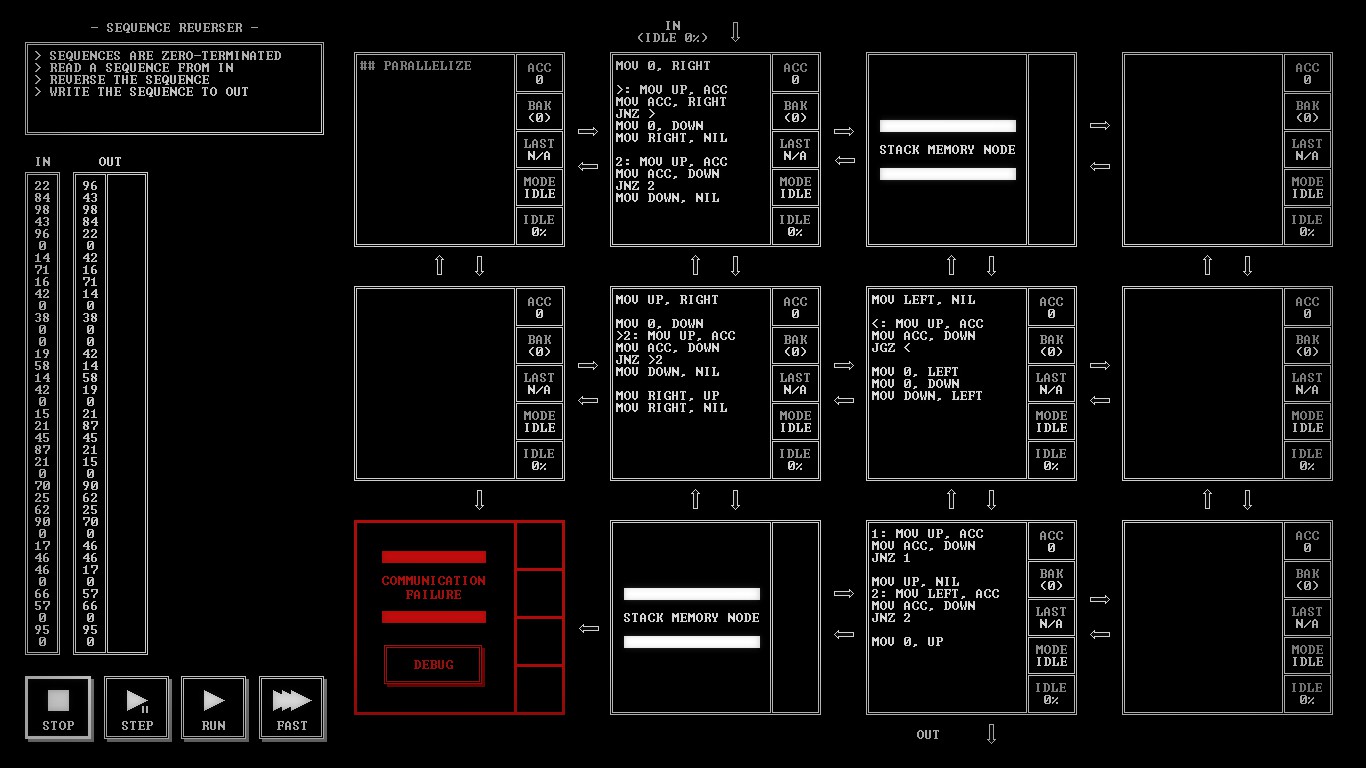 - SEQUENCE REVERSER -
> SEQUENCES ARE ZERO-TERMINATED
> READ A SEQUENCE FROM IN
> REVERSE THE SEQUENCE
> WRITE THE SEQUENCE TO OUT
IN OUT
22 96
84 43
98 98
43 84
96 22
0 0
14 42
71 16
16 71
42 14
0 0
38 38
0 0
0 0
19 42
58 14
14 58
42 19
0 0
15 21
21 87
45 45
87 21
21 15
0 0
70 90
25 62
62 25
90 70
0 0
17 46
46 46
46 17
0 0
66 57
57 66
0 0
95 95
0 0
STOP
STEP
RUN
FAST
IN
(IDLE 0%)
## PARALLELIZE
ACC
0
BAK
(0)
LAST
N/A
MODE
IDLE
IDLE
0%
MOV 0, RIGHT
>: MOV UP, ACC
MOV ACC, RIGHT
JNZ >
MOV 0, DOWN
MOV RIGHT, NIL
2: MOV UP, ACC
MOV ACC, DOWN
JNZ 2
MOV DOWN, NIL
ACC
0
BAK
(0)
LAST
N/A
MODE
IDLE
IDLE
0%
STACK MEMORY NODE
ACC
0
BAK
(0)
LAST
N/A
MODE
IDLE
IDLE
0%
ACC
0
BAK
(0)
LAST
N/A
MODE
IDLE
IDLE
0%
MOV UP, RIGHT
MOV 0, DOWN
>2: MOV UP, ACC
MOV ACC, DOWN
JNZ >2
MOV DOWN, NIL
MOV RIGHT, UP
MOV RIGHT, NIL
ACC
0
BAK
(0)
LAST
N/A
MODE
IDLE
IDLE
0%
MOV LEFT, NIL
<: MOV UP, ACC
MOV ACC, DOWN
JGZ <
MOV 0, LEFT
MOV 0, DOWN
MOV DOWN, LEFT
ACC
0
BAK
(0)
LAST
N/A
MODE
IDLE
IDLE
0%
ACC
0
BAK
(0)
LAST
N/A
MODE
IDLE
IDLE
0%
COMMUNICATION
FAILURE
DEBUG
STACK MEMORY NODE
1: MOV UP, ACC
MOV ACC, DOWN
JNZ 1
MOV UP, NIL
2: MOV LEFT, ACC
MOV ACC, DOWN
JNZ 2
MOV 0, UP
ACC
0
BAK
(0)
LAST
N/A
MODE
IDLE
IDLE
0%
ACC
0
BAK
(0)
LAST
N/A
MODE
IDLE
IDLE
0%
OUT